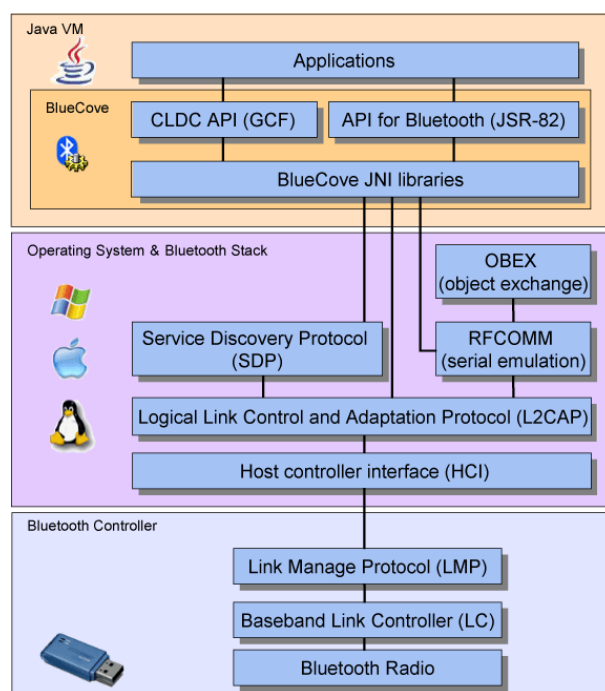 Java VM
Applications
BlueCove
CLDC API (GCF)
API for Bluetooth (JSR-82)
BlueCove JNI libraries
Operating System & Bluetooth Stack
OBEX
(object exchange)
Service Discovery Protocol
(SDP)
RFCOMM
(serial emulation)
Logical Link Control and Adaptation Protocol (L2CAP)
Host controller interface (HCI)
Bluetooth Controller
Link Manage Protocol (LMP)
Baseband Link Controller (LC)
Bluetooth Radio